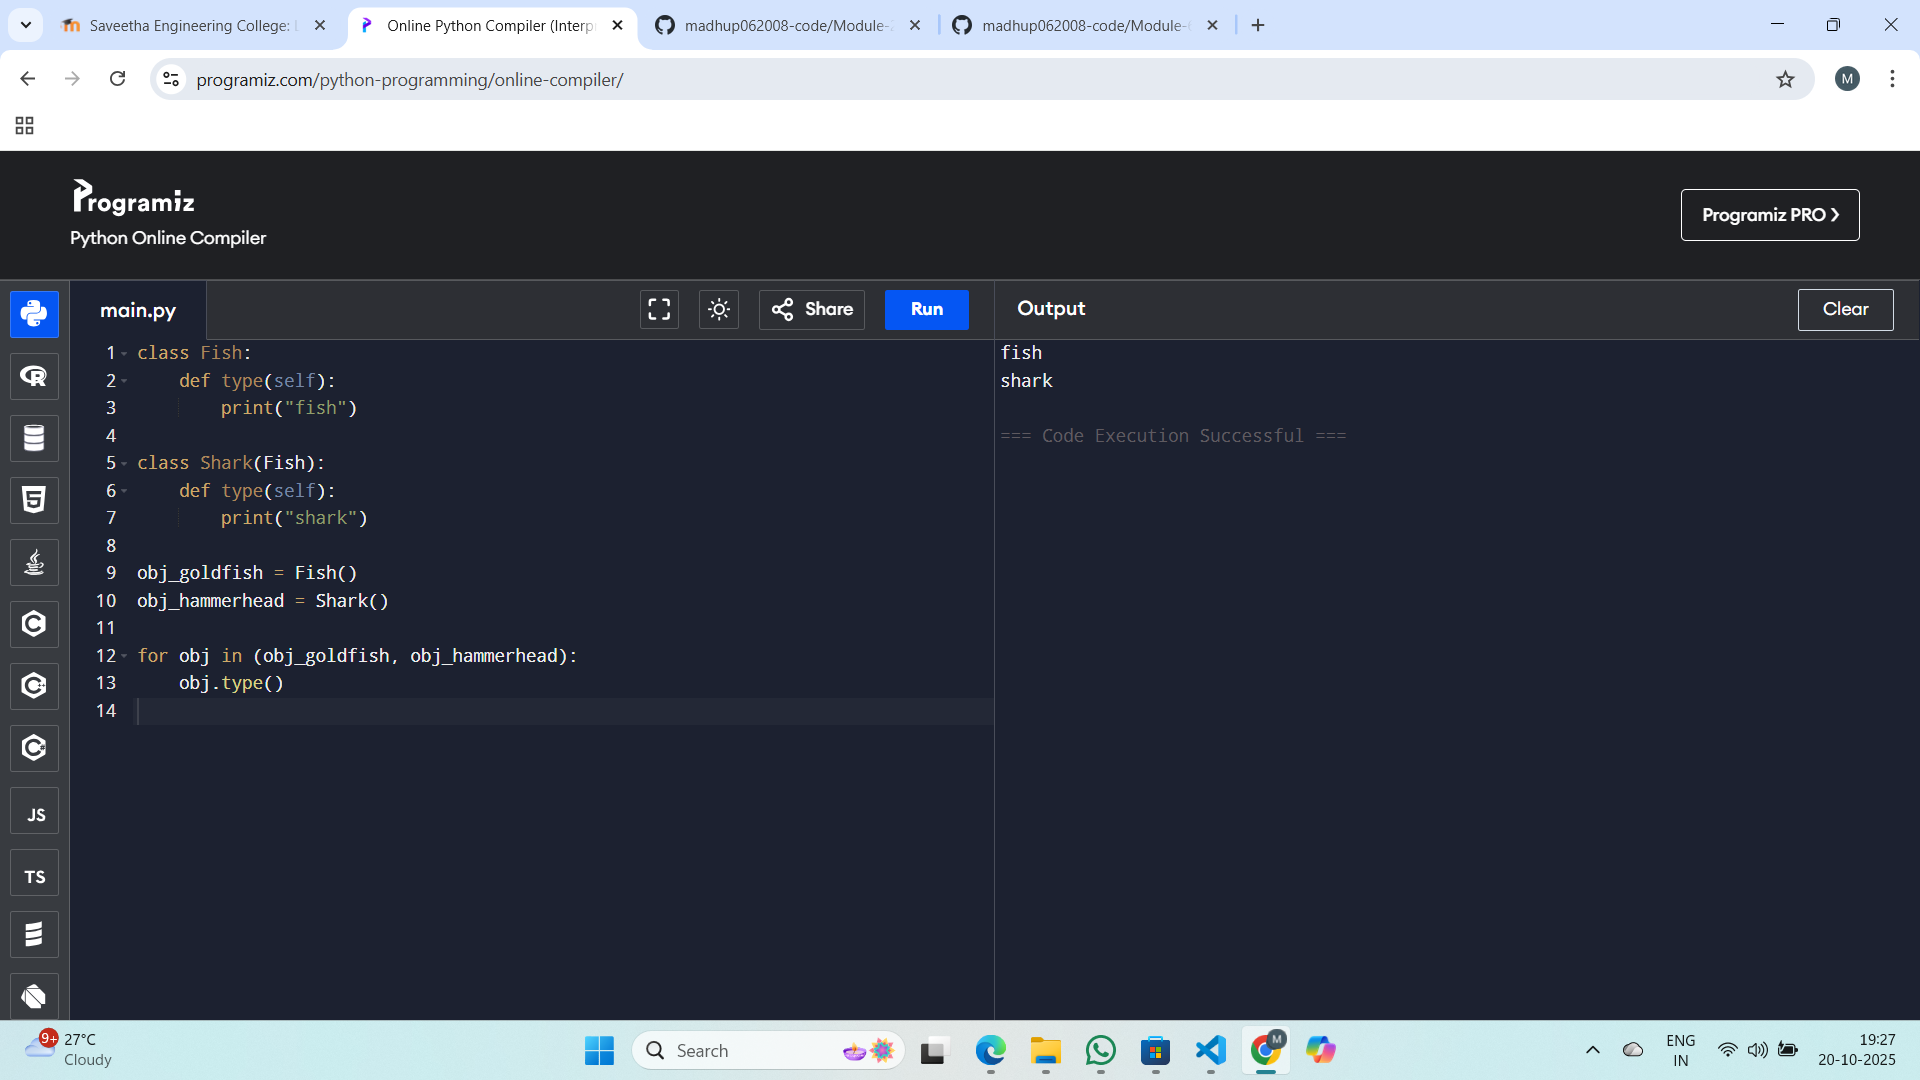 Saveetha Engineering College: L
Online Python Compiler (Interp
madhup062008-code/Module-
madhup062008-code/Module-
programiz.com/python-programming/online-compiler/
M
Programiz
Python Online Compiler
Programiz PRO ❯
main.py
Share
Run
Output
Clear
1 class Fish:
2     def type(self):
3         print("fish")
4
5 class Shark(Fish):
6     def type(self):
7         print("shark")
8
9 obj_goldfish = Fish()
10 obj_hammerhead = Shark()
11
12 for obj in (obj_goldfish, obj_hammerhead):
13     obj.type()
14
fish
shark
=== Code Execution Successful ===
R
5
C
C
C
JS
TS
9+
27°C
Cloudy
Search
M
ENG
IN
19:27
20-10-2025